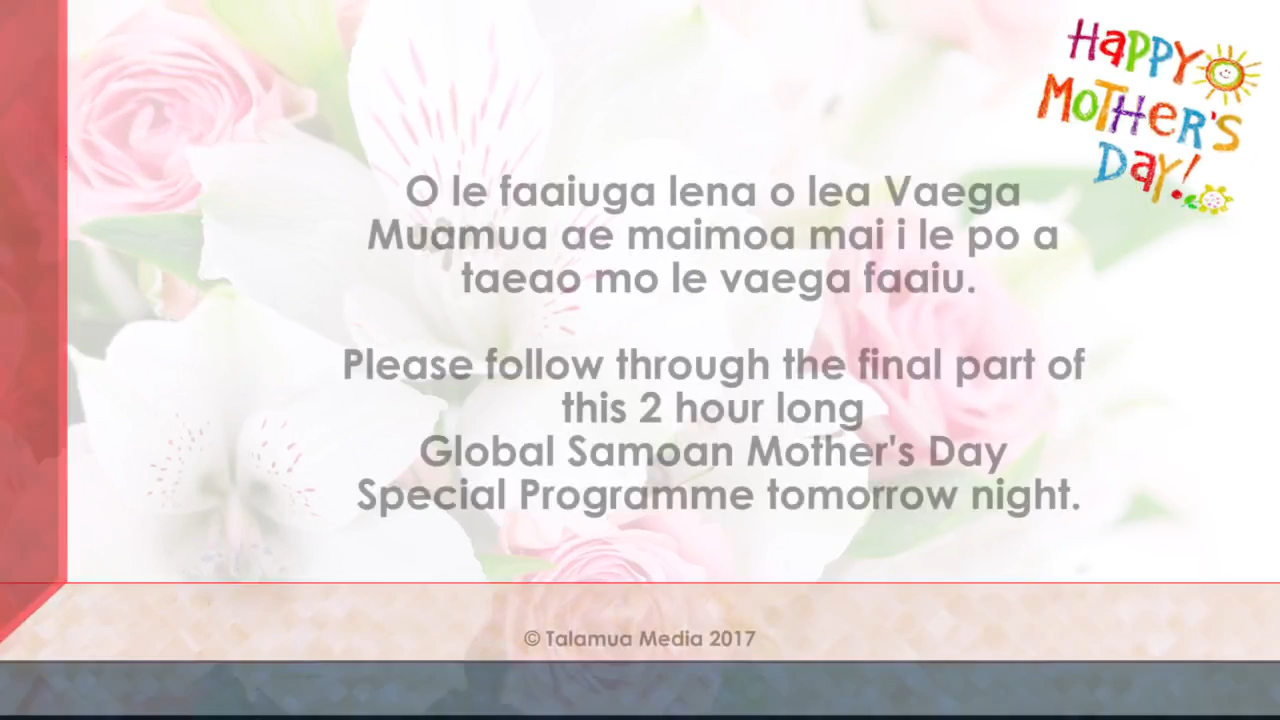 HAPPY
MOTHER'S
DAY!
O le faaiuga lena o lea Vaega
Muamua ae maimoa mai i le po a
taeao mo le vaega faaiu.
Please follow through the final part of
this 2 hour long
Global Samoan Mother's Day
Special Programme tomorrow night.
© Talamua Media 2017